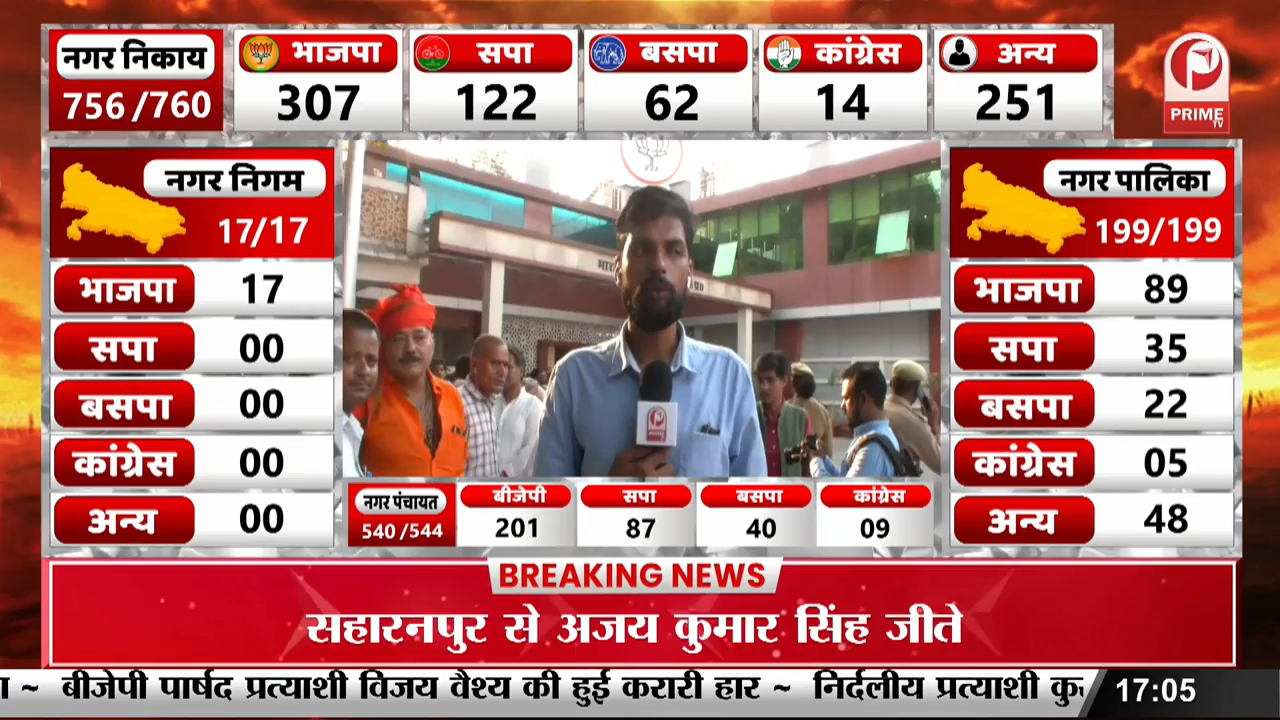 नगर निकाय
756 /760
भाजपा
307
सपा
122
बसपा
62
कांग्रेस
14
अन्य
251
PRIME
TV
नगर निगम
17/17
भाजपा 17
सपा 00
बसपा 00
कांग्रेस 00
अन्य 00
नगर पालिका
199/199
भाजपा 89
सपा 35
बसपा 22
कांग्रेस 05
अन्य 48
नगर पंचायत
540 /544
बीजेपी
201
सपा
87
बसपा
40
कांग्रेस
09
BREAKING NEWS
सहारनपुर से अजय कुमार सिंह जीते
~ बीजेपी पार्षद प्रत्याशी विजय वैश्य की हुई करारी हार ~ निर्दलीय प्रत्याशी
17:05